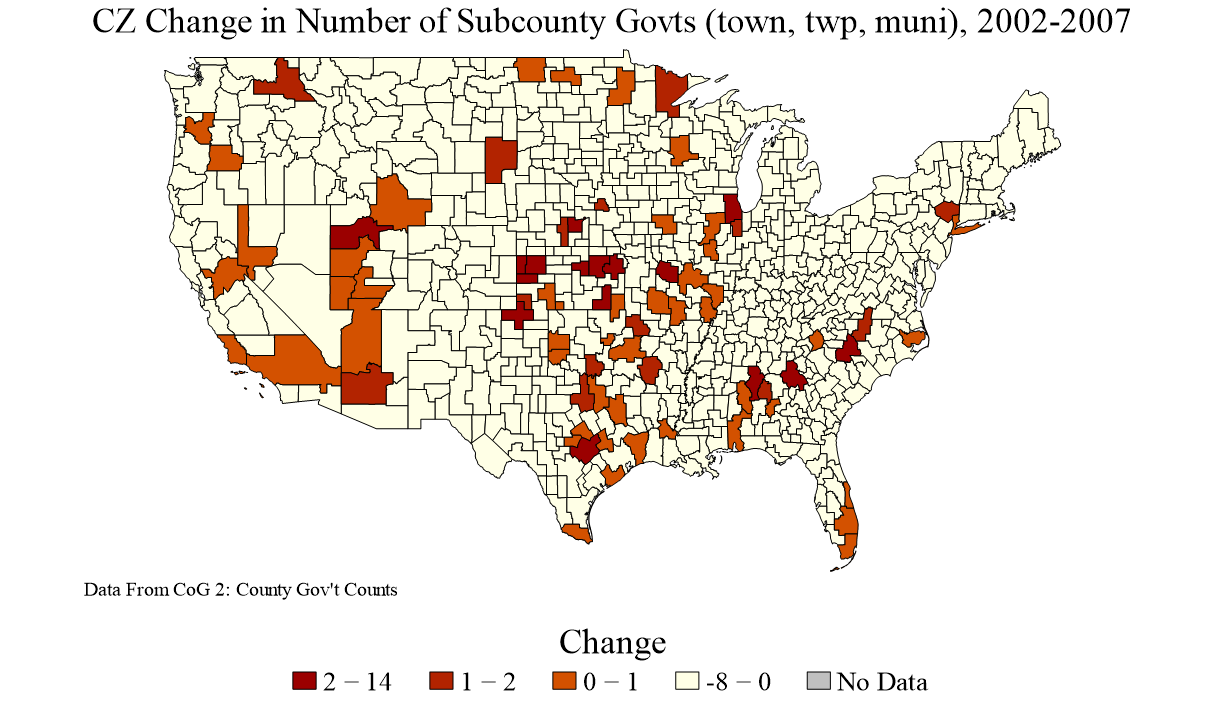 CZ Change in Number of Subcounty Govts (town, twp, muni), 2002-2007
Data From CoG 2: County Gov't Counts
Change
2 − 14 1 − 2 0 − 1 -8 − 0 No Data